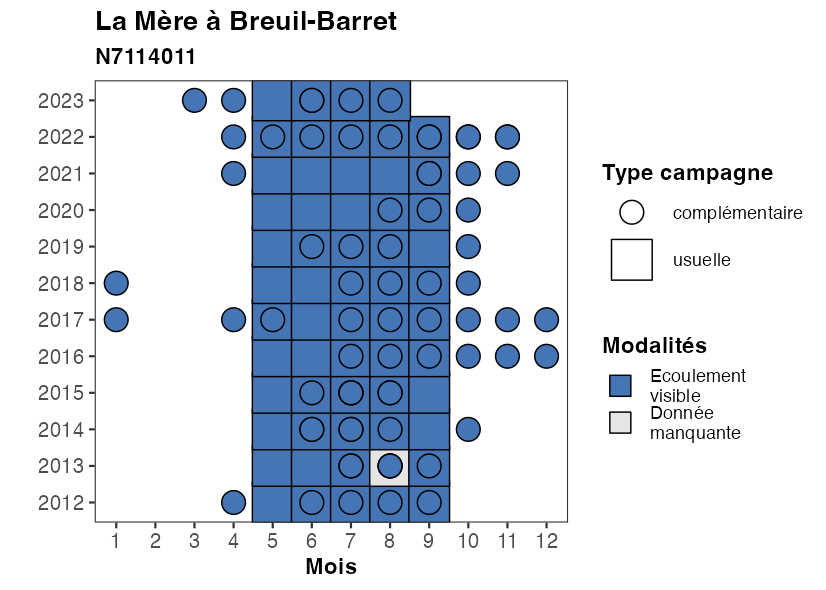 La Mère à Breuil-Barret
N7114011
2023
2022
2021
2020
2019
2018
2017
2016
2015
2014
2013
2012
1 2 3 4 5 6 7 8 9 10 11 12
Mois
Type campagne
complémentaire
usuelle
Modalités
Ecoulement
visible
Donnée
manquante